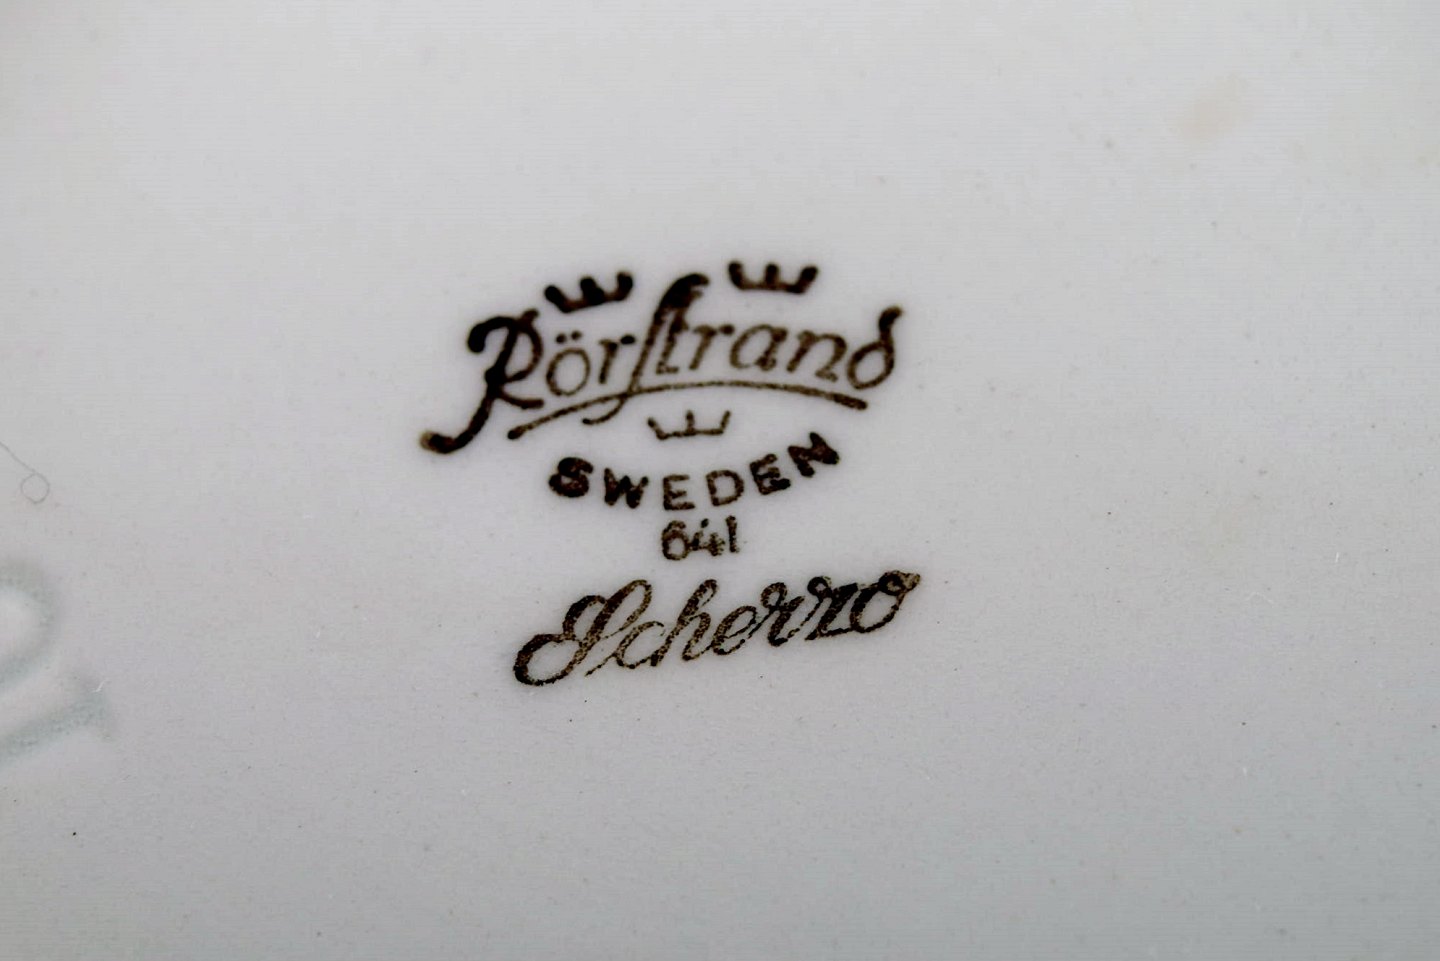 Rörstrand
SWEDEN
641
Scherzo